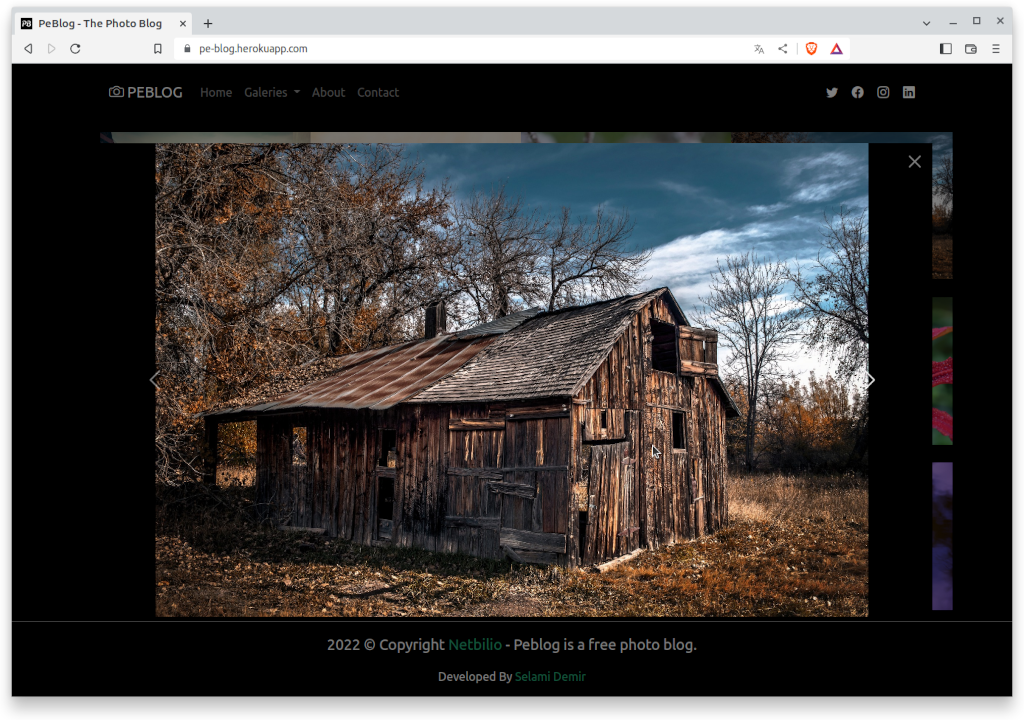 PB PeBlog - The Photo Blog
pe-blog.herokuapp.com
PEBLOG Home Galeries About Contact
2022 © Copyright Netbilio - Peblog is a free photo blog.
Developed By Selami Demir